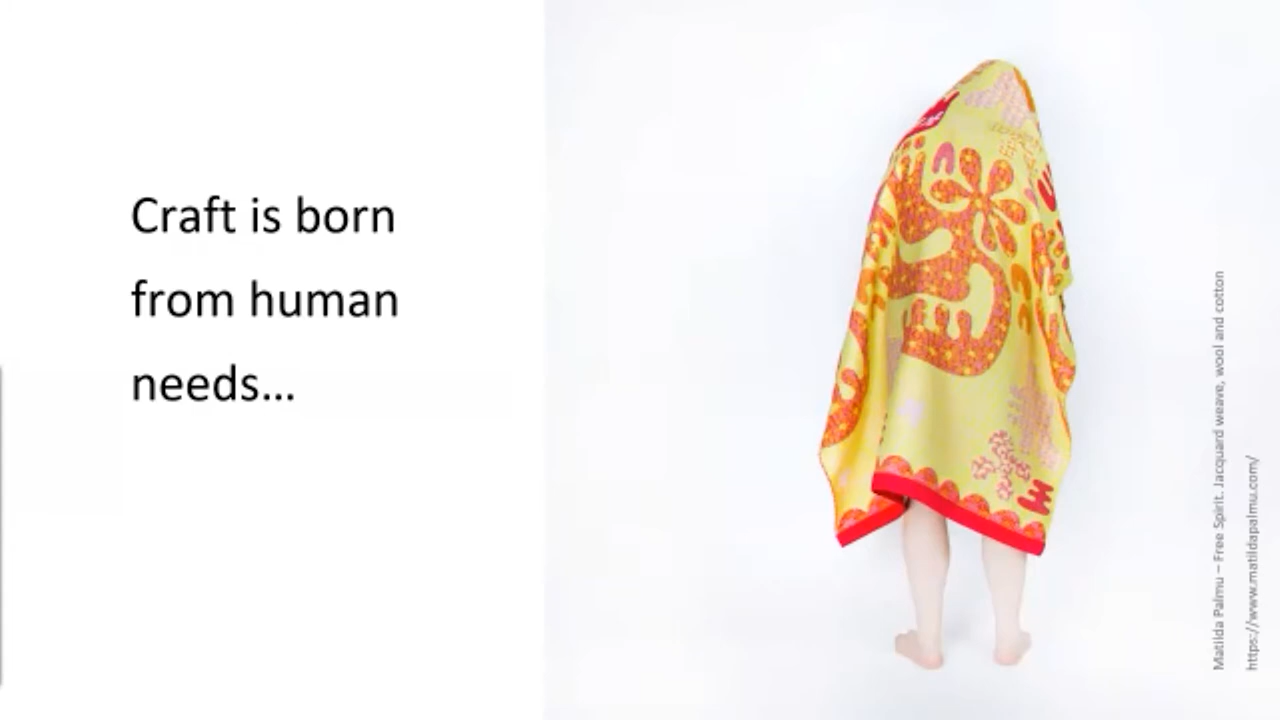 Craft is born
from human
needs…
Matilda Palmu – Free Spirit. Jacquard weave, wool and cotton
https://www.matildapalmu.com/